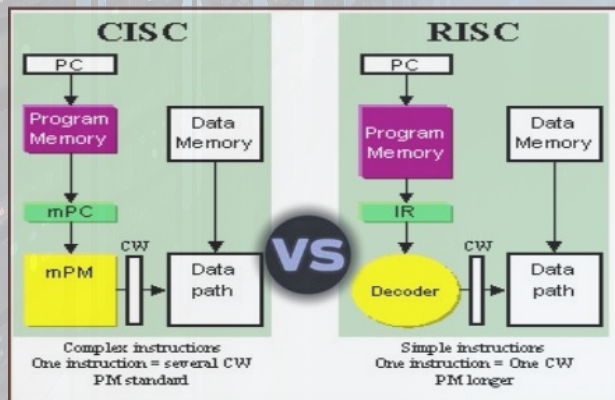 CISC
PC
Program
Memory
Data
Memory
mPC
CW
mPM
Data
path
Complex instructions
One instruction = several CW
PM standard
VS
RISC
PC
Program
Memory
Data
Memory
IR
CW
Decoder
Data
path
Simple instructions
One instruction = One CW
PM longer